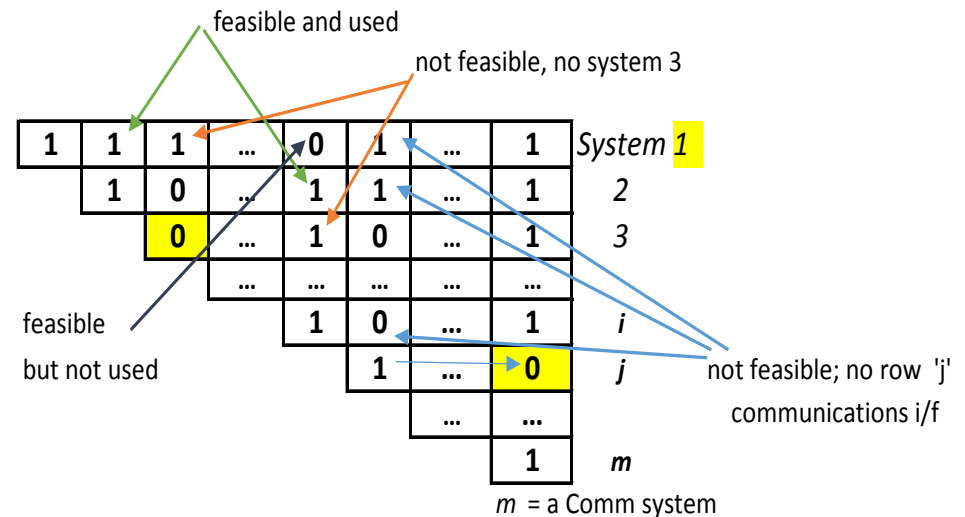 feasible and used
not feasible, no system 3
1 1 1 ... 0 1 ... 1 System 1
1 0 ... 1 1 ... 1 2
0 ... 1 0 ... 1 3
... ... ... ... ...
feasible
but not used
1 0 ... 1 i
1 ... 0 j
not feasible; no row 'j'
communications i/f
... ...
1 m
m = a Comm system